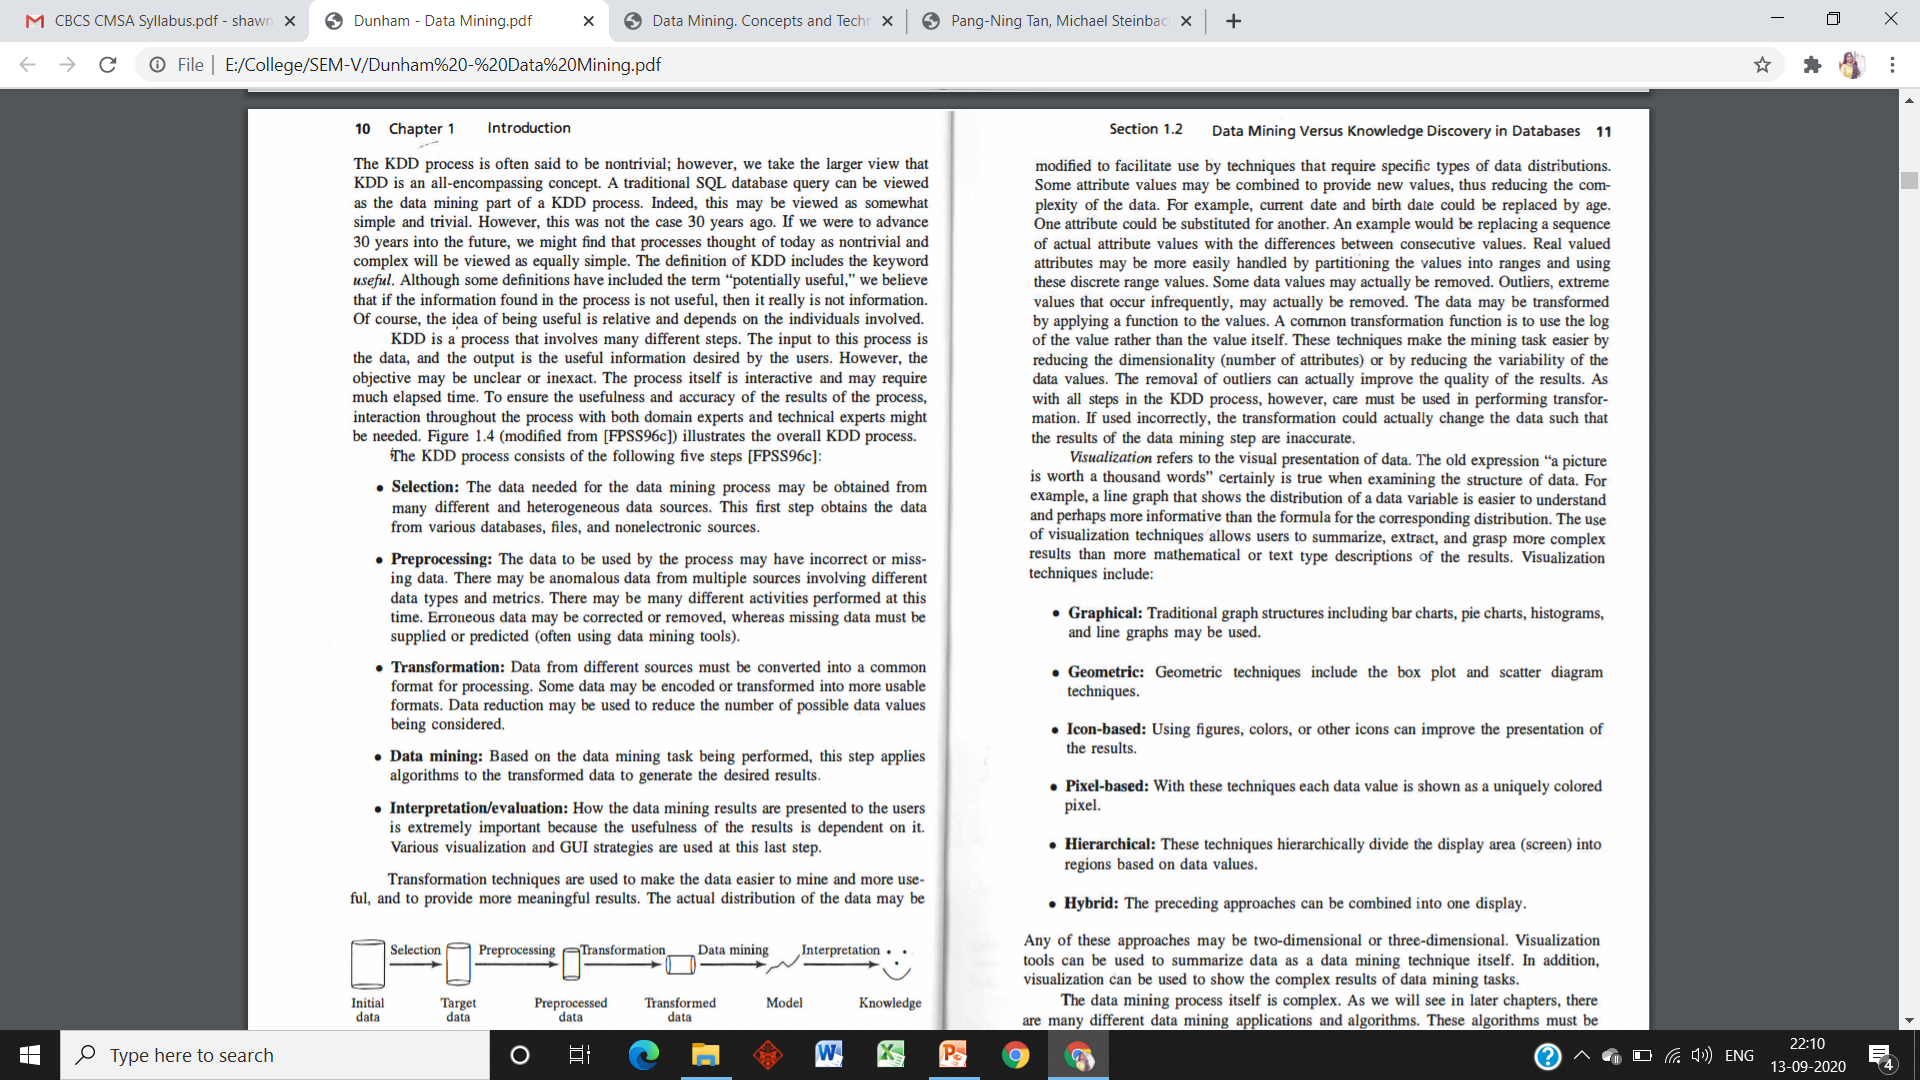 CBCS CMSA Syllabus.pdf - shawn
Dunham - Data Mining.pdf
Data Mining. Concepts and Techn
Pang-Ning Tan, Michael Steinbac
File
E:/College/SEM-V/Dunham%20-%20Data%20Mining.pdf
10 Chapter 1 Introduction
The KDD process is often said to be nontrivial; however, we take the larger view that
KDD is an all-encompassing concept. A traditional SQL database query can be viewed
as the data mining part of a KDD process. Indeed, this may be viewed as somewhat
simple and trivial. However, this was not the case 30 years ago. If we were to advance
30 years into the future, we might find that processes thought of today as nontrivial and
complex will be viewed as equally simple. The definition of KDD includes the keyword
useful. Although some definitions have included the term “potentially useful,” we believe
that if the information found in the process is not useful, then it really is not information.
Of course, the idea of being useful is relative and depends on the individuals involved.
KDD is a process that involves many different steps. The input to this process is
the data, and the output is the useful information desired by the users. However, the
objective may be unclear or inexact. The process itself is interactive and may require
much elapsed time. To ensure the usefulness and accuracy of the results of the process,
interaction throughout the process with both domain experts and technical experts might
be needed. Figure 1.4 (modified from [FPSS96c]) illustrates the overall KDD process.
The KDD process consists of the following five steps [FPSS96c]:
• Selection: The data needed for the data mining process may be obtained from
many different and heterogeneous data sources. This first step obtains the data
from various databases, files, and nonelectronic sources.
• Preprocessing: The data to be used by the process may have incorrect or miss-
ing data. There may be anomalous data from multiple sources involving different
data types and metrics. There may be many different activities performed at this
time. Erroneous data may be corrected or removed, whereas missing data must be
supplied or predicted (often using data mining tools).
• Transformation: Data from different sources must be converted into a common
format for processing. Some data may be encoded or transformed into more usable
formats. Data reduction may be used to reduce the number of possible data values
being considered.
• Data mining: Based on the data mining task being performed, this step applies
algorithms to the transformed data to generate the desired results.
• Interpretation/evaluation: How the data mining results are presented to the users
is extremely important because the usefulness of the results is dependent on it.
Various visualization and GUI strategies are used at this last step.
Transformation techniques are used to make the data easier to mine and more use-
ful, and to provide more meaningful results. The actual distribution of the data may be
Selection Preprocessing Transformation Data mining Interpretation
Initial Target Preprocessed Transformed Model Knowledge
data data data data
Section 1.2 Data Mining Versus Knowledge Discovery in Databases 11
modified to facilitate use by techniques that require specific types of data distributions.
Some attribute values may be combined to provide new values, thus reducing the com-
plexity of the data. For example, current date and birth date could be replaced by age.
One attribute could be substituted for another. An example would be replacing a sequence
of actual attribute values with the differences between consecutive values. Real valued
attributes may be more easily handled by partitioning the values into ranges and using
these discrete range values. Some data values may actually be removed. Outliers, extreme
values that occur infrequently, may actually be removed. The data may be transformed
by applying a function to the values. A common transformation function is to use the log
of the value rather than the value itself. These techniques make the mining task easier by
reducing the dimensionality (number of attributes) or by reducing the variability of the
data values. The removal of outliers can actually improve the quality of the results. As
with all steps in the KDD process, however, care must be used in performing transfor-
mation. If used incorrectly, the transformation could actually change the data such that
the results of the data mining step are inaccurate.
Visualization refers to the visual presentation of data. The old expression “a picture
is worth a thousand words” certainly is true when examining the structure of data. For
example, a line graph that shows the distribution of a data variable is easier to understand
and perhaps more informative than the formula for the corresponding distribution. The use
of visualization techniques allows users to summarize, extract, and grasp more complex
results than more mathematical or text type descriptions of the results. Visualization
techniques include:
• Graphical: Traditional graph structures including bar charts, pie charts, histograms,
and line graphs may be used.
• Geometric: Geometric techniques include the box plot and scatter diagram
techniques.
• Icon-based: Using figures, colors, or other icons can improve the presentation of
the results.
• Pixel-based: With these techniques each data value is shown as a uniquely colored
pixel.
• Hierarchical: These techniques hierarchically divide the display area (screen) into
regions based on data values.
• Hybrid: The preceding approaches can be combined into one display.
Any of these approaches may be two-dimensional or three-dimensional. Visualization
tools can be used to summarize data as a data mining technique itself. In addition,
visualization can be used to show the complex results of data mining tasks.
The data mining process itself is complex. As we will see in later chapters, there
are many different data mining applications and algorithms. These algorithms must be
Type here to search
ENG
22:10
13-09-2020
4